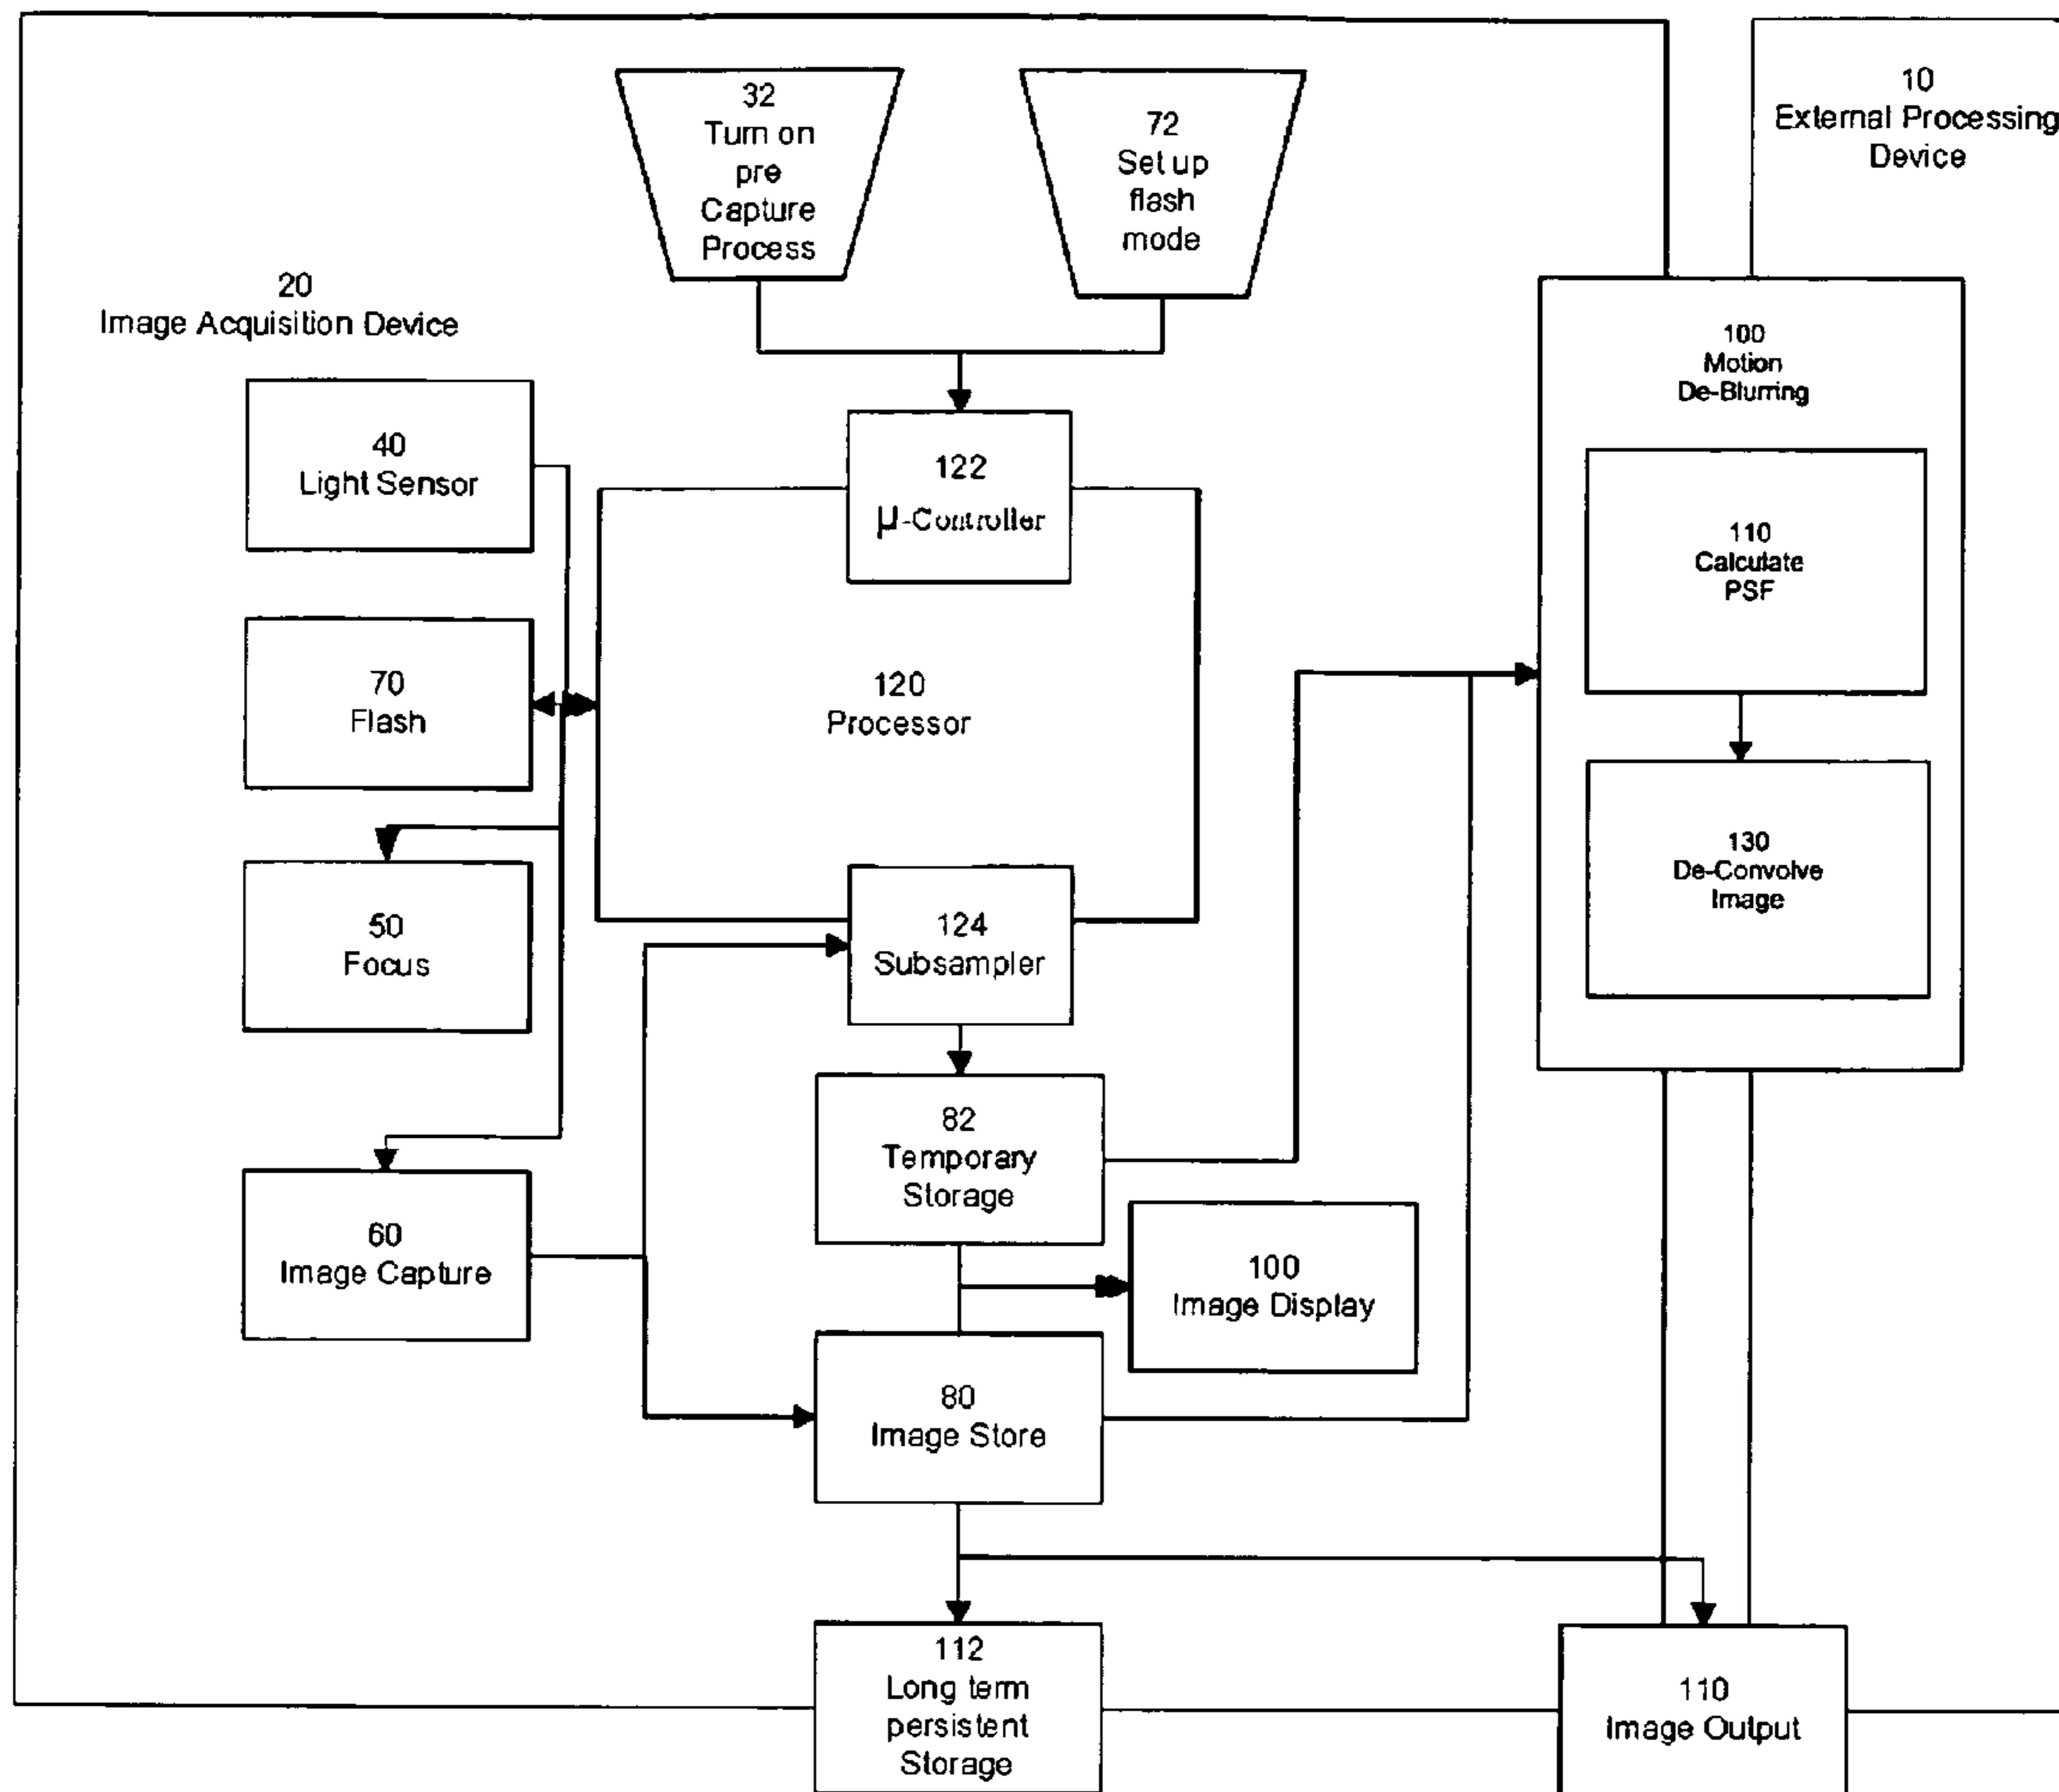 32
Turn on
pre
Capture
Process
72
Set up
flash
mode
10
External Processing
Device
20
Image Acquisition Device
100
Motion
De-Blurring
40
Light Sensor
122
µ-Controller
110
Calculate
PSF
70
Flash
120
Processor
130
De-Convolve
Image
50
Focus
124
Subsampler
82
Temporary
Storage
60
Image Capture
100
Image Display
80
Image Store
112
Long term
persistent
Storage
110
Image Output